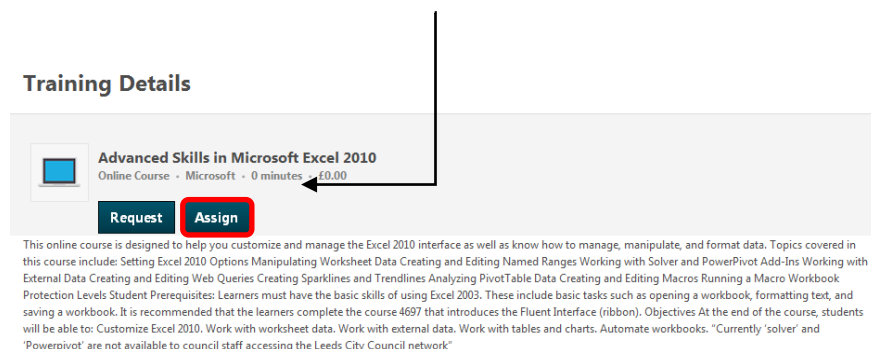 Training Details
Advanced Skills in Microsoft Excel 2010
Online Course • Microsoft • 0 minutes • £0.00
Request Assign
This online course is designed to help you customize and manage the Excel 2010 interface as well as know how to manage, manipulate, and format data. Topics covered in
this course include: Setting Excel 2010 Options Manipulating Worksheet Data Creating and Editing Named Ranges Working with Solver and PowerPivot Add-Ins Working with
External Data Creating and Editing Web Queries Creating Sparklines and Trendlines Analyzing PivotTable Data Creating and Editing Macros Running a Macro Workbook
Protection Levels Student Prerequisites: Learners must have the basic skills of using Excel 2003. These include basic tasks such as opening a workbook, formatting text, and
saving a workbook. It is recommended that the learners complete the course 4697 that introduces the Fluent Interface (ribbon). Objectives At the end of the course, students
will be able to: Customize Excel 2010. Work with worksheet data. Work with external data. Work with tables and charts. Automate workbooks. "Currently 'solver' and
'Powerpivot' are not available to council staff accessing the Leeds City Council network"